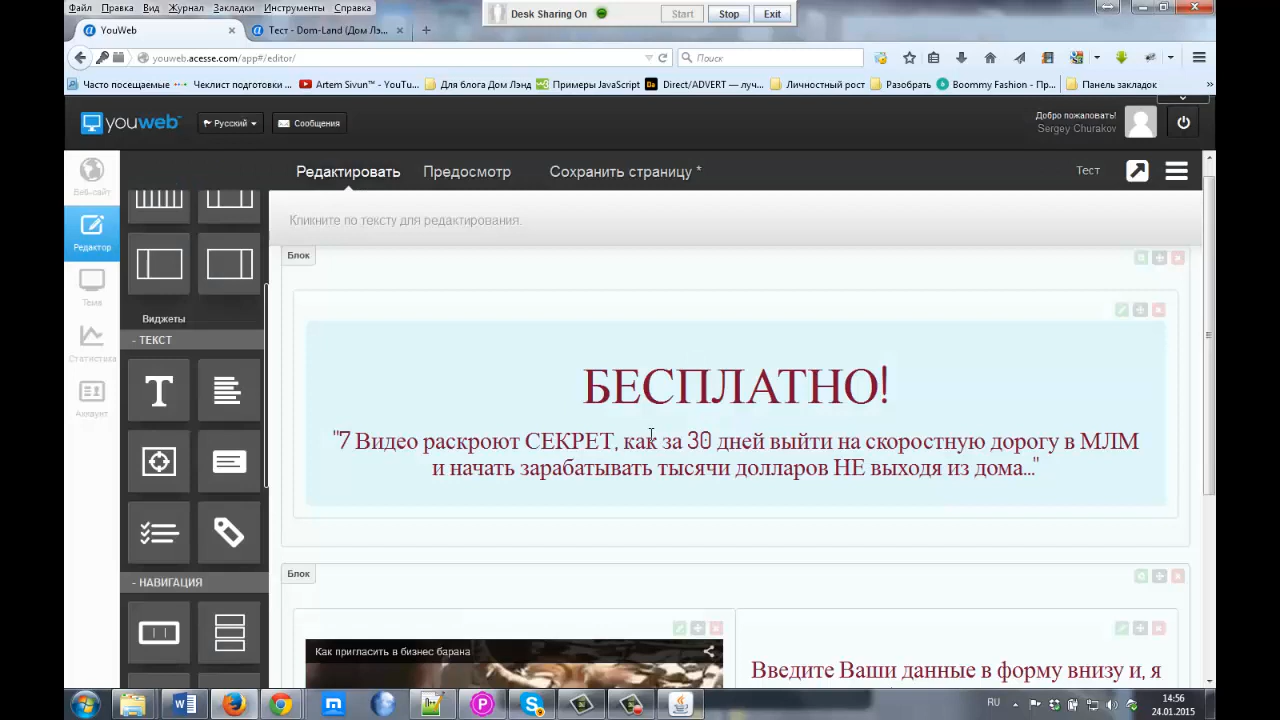 Файл Правка Вид Журнал Закладки Инструменты Справка
Desk Sharing On Start Stop Exit
YouWeb Тест - Dom-Land (Дом Лэ...
youweb.acesse.com/app#/editor/ Поиск
Часто посещаемые Чеклист подготовки ... Artem Sivun™ - YouTu... Для блога Дом Лэнд Примеры JavaScript Direct/ADVERT — луч... Личностный рост Разобрать Boommy Fashion - Пр... Панель закладок
youweb Русский Сообщения
Добро пожаловать!
Sergey Churakov
Веб-сайт
Редактор
Тема
Статистика
Аккаунт
Редактировать Предосмотр Сохранить страницу * Тест
Кликните по тексту для редактирования.
Виджеты
- ТЕКСТ
- НАВИГАЦИЯ
Блок
БЕСПЛАТНО!
"7 Видео раскроют СЕКРЕТ, как за 30 дней выйти на скоростную дорогу в МЛМ
и начать зарабатывать тысячи долларов НЕ выходя из дома..."
Блок
Как пригласить в бизнес барана
Введите Ваши данные в форму внизу и, я
RU 14:56
24.01.2015